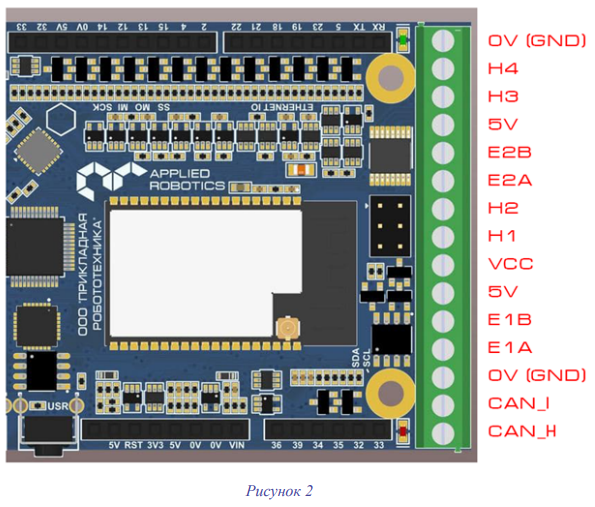 33 32 5V 0V 5V 14 12 13 15 4 2
22 21 19 18 23 5 TX RX
SCK MI MO SS
ETHERNET IO
APPLIED
ROBOTICS
ООО "ПРИКЛАДНАЯ
РОБОТОТЕХНИКА"
SDA
SCL
USR
5V RST 3V3 5V 0V 0V VIN
36 39 34 35 32 33
0V (GND)
H4
H3
5V
E2B
E2A
H2
H1
VCC
5V
E1B
E1A
0V (GND)
CAN_I
CAN_H
Рисунок 2